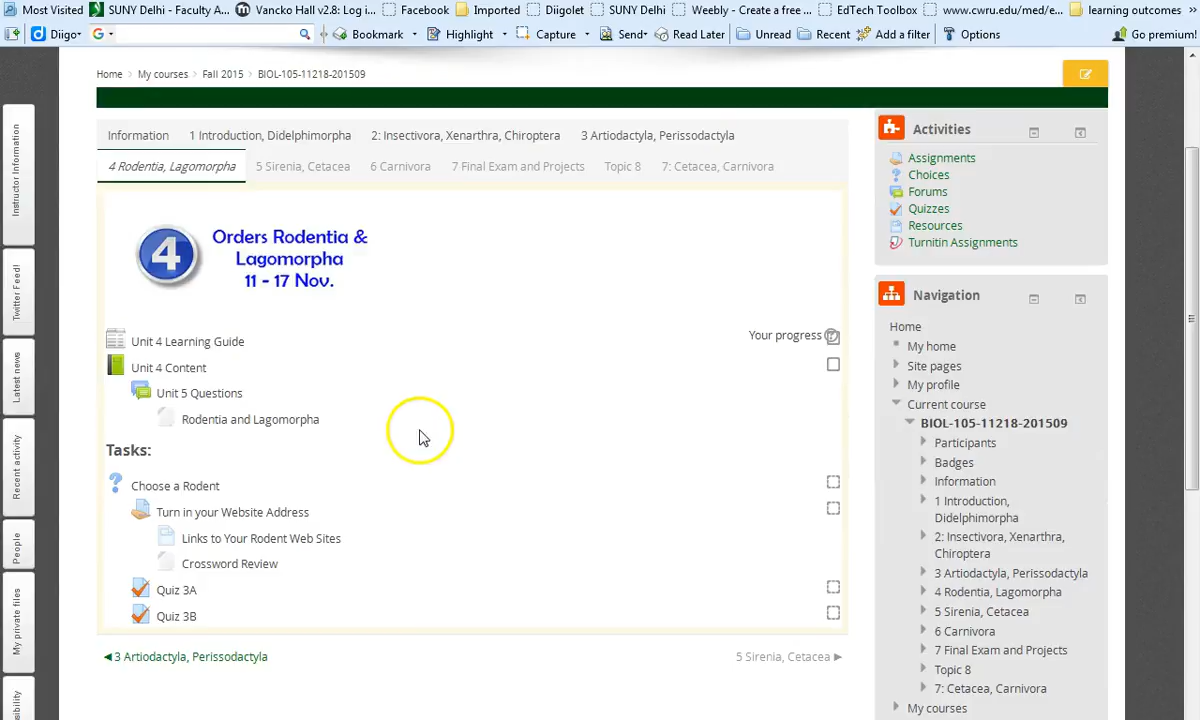 Most Visited SUNY Delhi - Faculty A... Vancko Hall v2.8: Log i... Facebook Imported Diigolet SUNY Delhi Weebly - Create a free ... EdTech Toolbox www.cwru.edu/med/e... learning outcomes »
Diigo Bookmark Highlight Capture Send Read Later Unread Recent Add a filter Options Go premium!
Home My courses Fall 2015 BIOL-105-11218-201509
Information 1 Introduction, Didelphimorpha 2: Insectivora, Xenarthra, Chiroptera 3 Artiodactyla, Perissodactyla
4 Rodentia, Lagomorpha 5 Sirenia, Cetacea 6 Carnivora 7 Final Exam and Projects Topic 8 7: Cetacea, Carnivora
4
Orders Rodentia &
Lagomorpha
11 - 17 Nov.
Your progress
Unit 4 Learning Guide
Unit 4 Content
Unit 5 Questions
Rodentia and Lagomorpha
Tasks:
Choose a Rodent
Turn in your Website Address
Links to Your Rodent Web Sites
Crossword Review
Quiz 3A
Quiz 3B
3 Artiodactyla, Perissodactyla
5 Sirenia, Cetacea
Activities
Assignments
Choices
Forums
Quizzes
Resources
Turnitin Assignments
Navigation
Home
My home
Site pages
My profile
Current course
BIOL-105-11218-201509
Participants
Badges
Information
1 Introduction,
Didelphimorpha
2: Insectivora, Xenarthra,
Chiroptera
3 Artiodactyla, Perissodactyla
4 Rodentia, Lagomorpha
5 Sirenia, Cetacea
6 Carnivora
7 Final Exam and Projects
Topic 8
7: Cetacea, Carnivora
My courses
Instructor Information
Twitter Feed!
Latest news
Recent activity
People
My private files